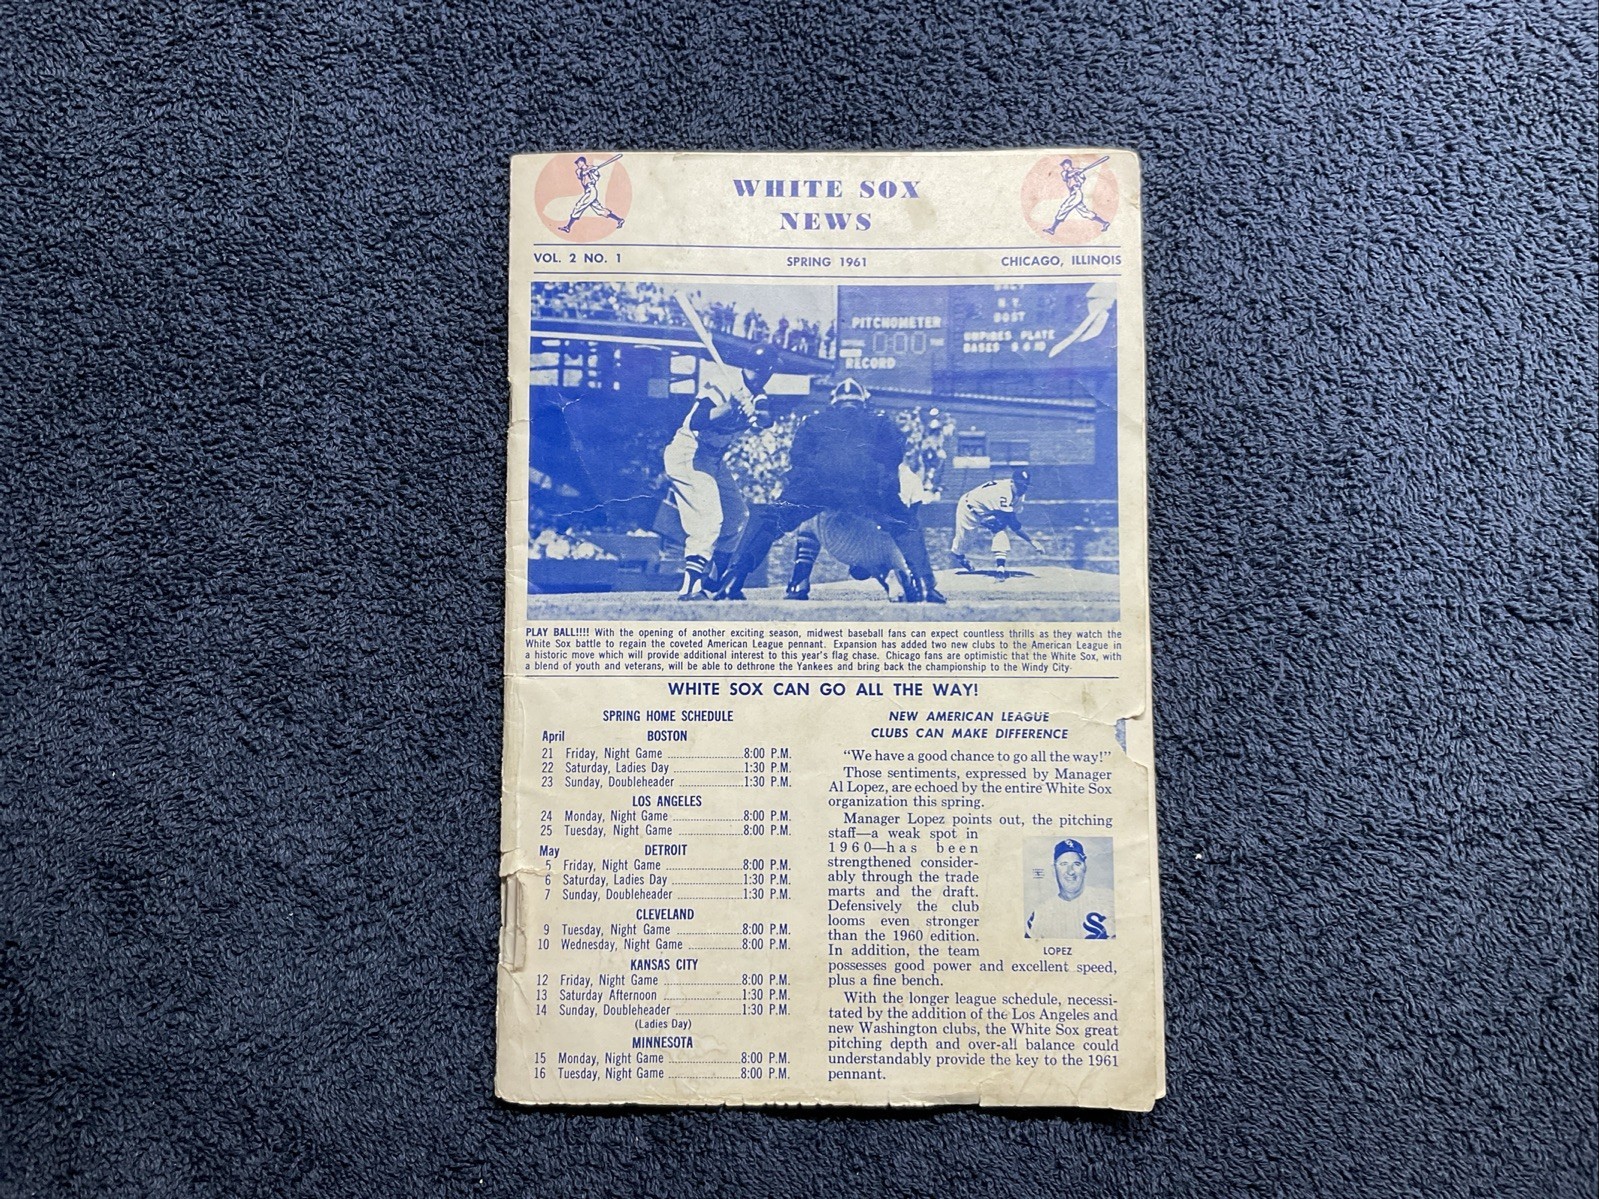 WHITE SOX
NEWS
VOL. 2 NO. 1 SPRING 1961 CHICAGO, ILLINOIS
N.Y.
BOST
PITCHOMETER
0:00
RECORD
UMPIRES PLATE
BASES
PLAY BALL!!!! With the opening of another exciting season, midwest baseball fans can expect countless thrills as they watch the
White Sox battle to regain the coveted American League pennant. Expansion has added two new clubs to the American League in
a historic move which will provide additional interest to this year's flag chase. Chicago fans are optimistic that the White Sox, with
a blend of youth and veterans, will be able to dethrone the Yankees and bring back the championship to the Windy City.
WHITE SOX CAN GO ALL THE WAY!
SPRING HOME SCHEDULE
April BOSTON
21 Friday, Night Game ........ 8:00 P.M.
22 Saturday, Ladies Day ........ 1:30 P.M.
23 Sunday, Doubleheader ........ 1:30 P.M.
LOS ANGELES
24 Monday, Night Game ........ 8:00 P.M.
25 Tuesday, Night Game ........ 8:00 P.M.
May DETROIT
5 Friday, Night Game ........ 8:00 P.M.
6 Saturday, Ladies Day ........ 1:30 P.M.
7 Sunday, Doubleheader ........ 1:30 P.M.
CLEVELAND
9 Tuesday, Night Game ........ 8:00 P.M.
10 Wednesday, Night Game ........ 8:00 P.M.
KANSAS CITY
12 Friday, Night Game ........ 8:00 P.M.
13 Saturday Afternoon ........ 1:30 P.M.
14 Sunday, Doubleheader ........ 1:30 P.M.
(Ladies Day)
MINNESOTA
15 Monday, Night Game ........ 8:00 P.M.
16 Tuesday, Night Game ........ 8:00 P.M.
NEW AMERICAN LEAGUE
CLUBS CAN MAKE DIFFERENCE
"We have a good chance to go all the way!"
Those sentiments, expressed by Manager
Al Lopez, are echoed by the entire White Sox
organization this spring.
Manager Lopez points out, the pitching
staff—a weak spot in
1960—has been
strengthened consider-
ably through the trade
marts and the draft.
Defensively the club
looms even stronger
than the 1960 edition.
In addition, the team
LOPEZ
possesses good power and excellent speed,
plus a fine bench.
With the longer league schedule, necessi-
tated by the addition of the Los Angeles and
new Washington clubs, the White Sox great
pitching depth and over-all balance could
understandably provide the key to the 1961
pennant.